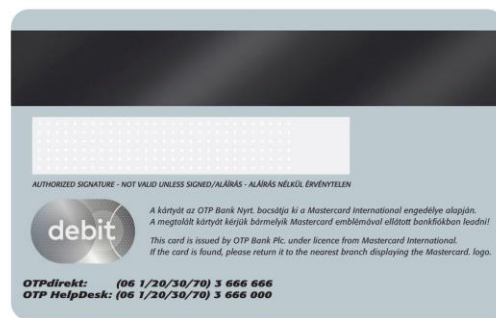 AUTHORIZED SIGNATURE - NOT VALID UNLESS SIGNED/ALÁÍRÁS - ALÁÍRÁS NÉLKÜL ÉRVÉNYTELEN
debit
A kártyát az OTP Bank Nyrt. bocsátja ki a Mastercard International engedélye alapján.
A megtalált kártyát kérjük bármelyik Mastercard emblémával ellátott bankfiókban leadni!
This card is issued by OTP Bank Plc. under licence from Mastercard International.
If the card is found, please return it to the nearest branch displaying the Mastercard. logo.
OTPdirekt: (06 1/20/30/70) 3 666 666
OTP HelpDesk: (06 1/20/30/70) 3 666 000